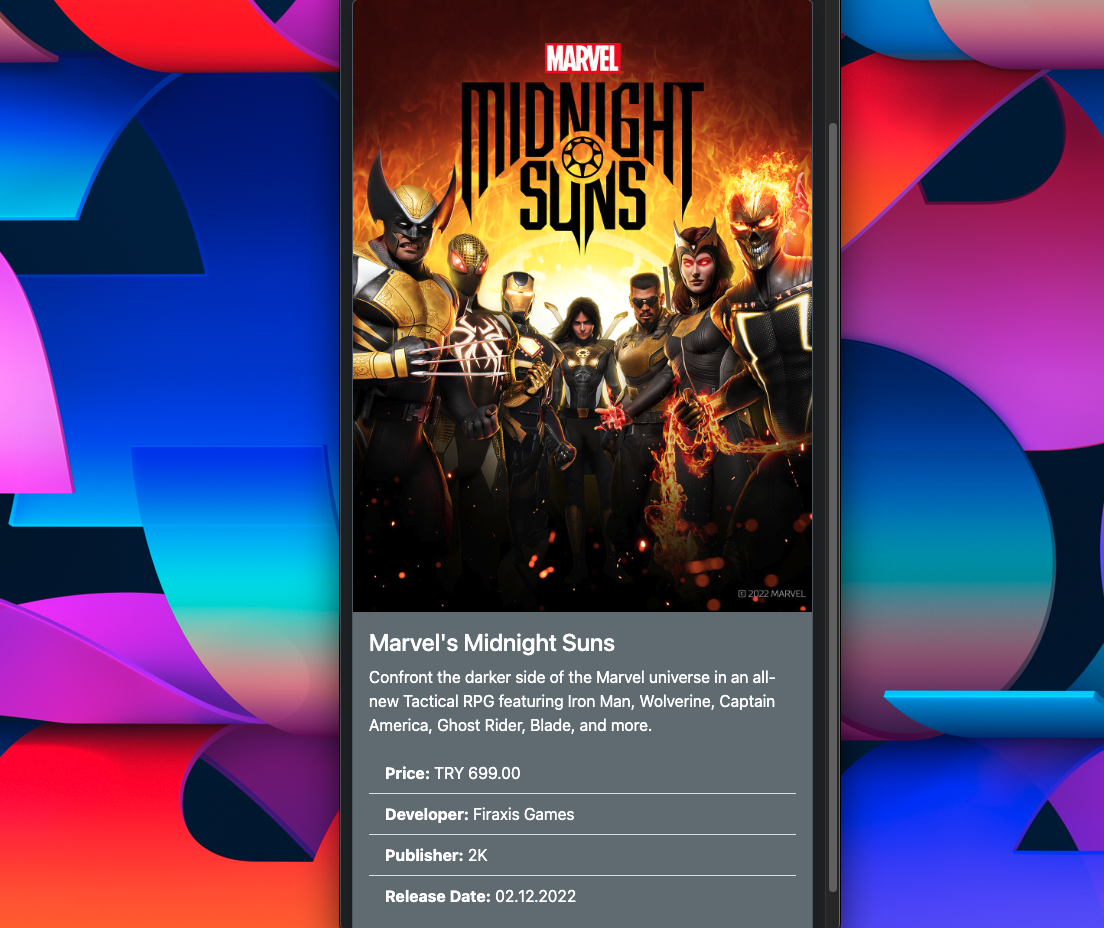 MARVEL
MIDNIGHT
SUNS
© 2022 MARVEL
Marvel's Midnight Suns
Confront the darker side of the Marvel universe in an all-
new Tactical RPG featuring Iron Man, Wolverine, Captain
America, Ghost Rider, Blade, and more.
Price: TRY 699.00
Developer: Firaxis Games
Publisher: 2K
Release Date: 02.12.2022